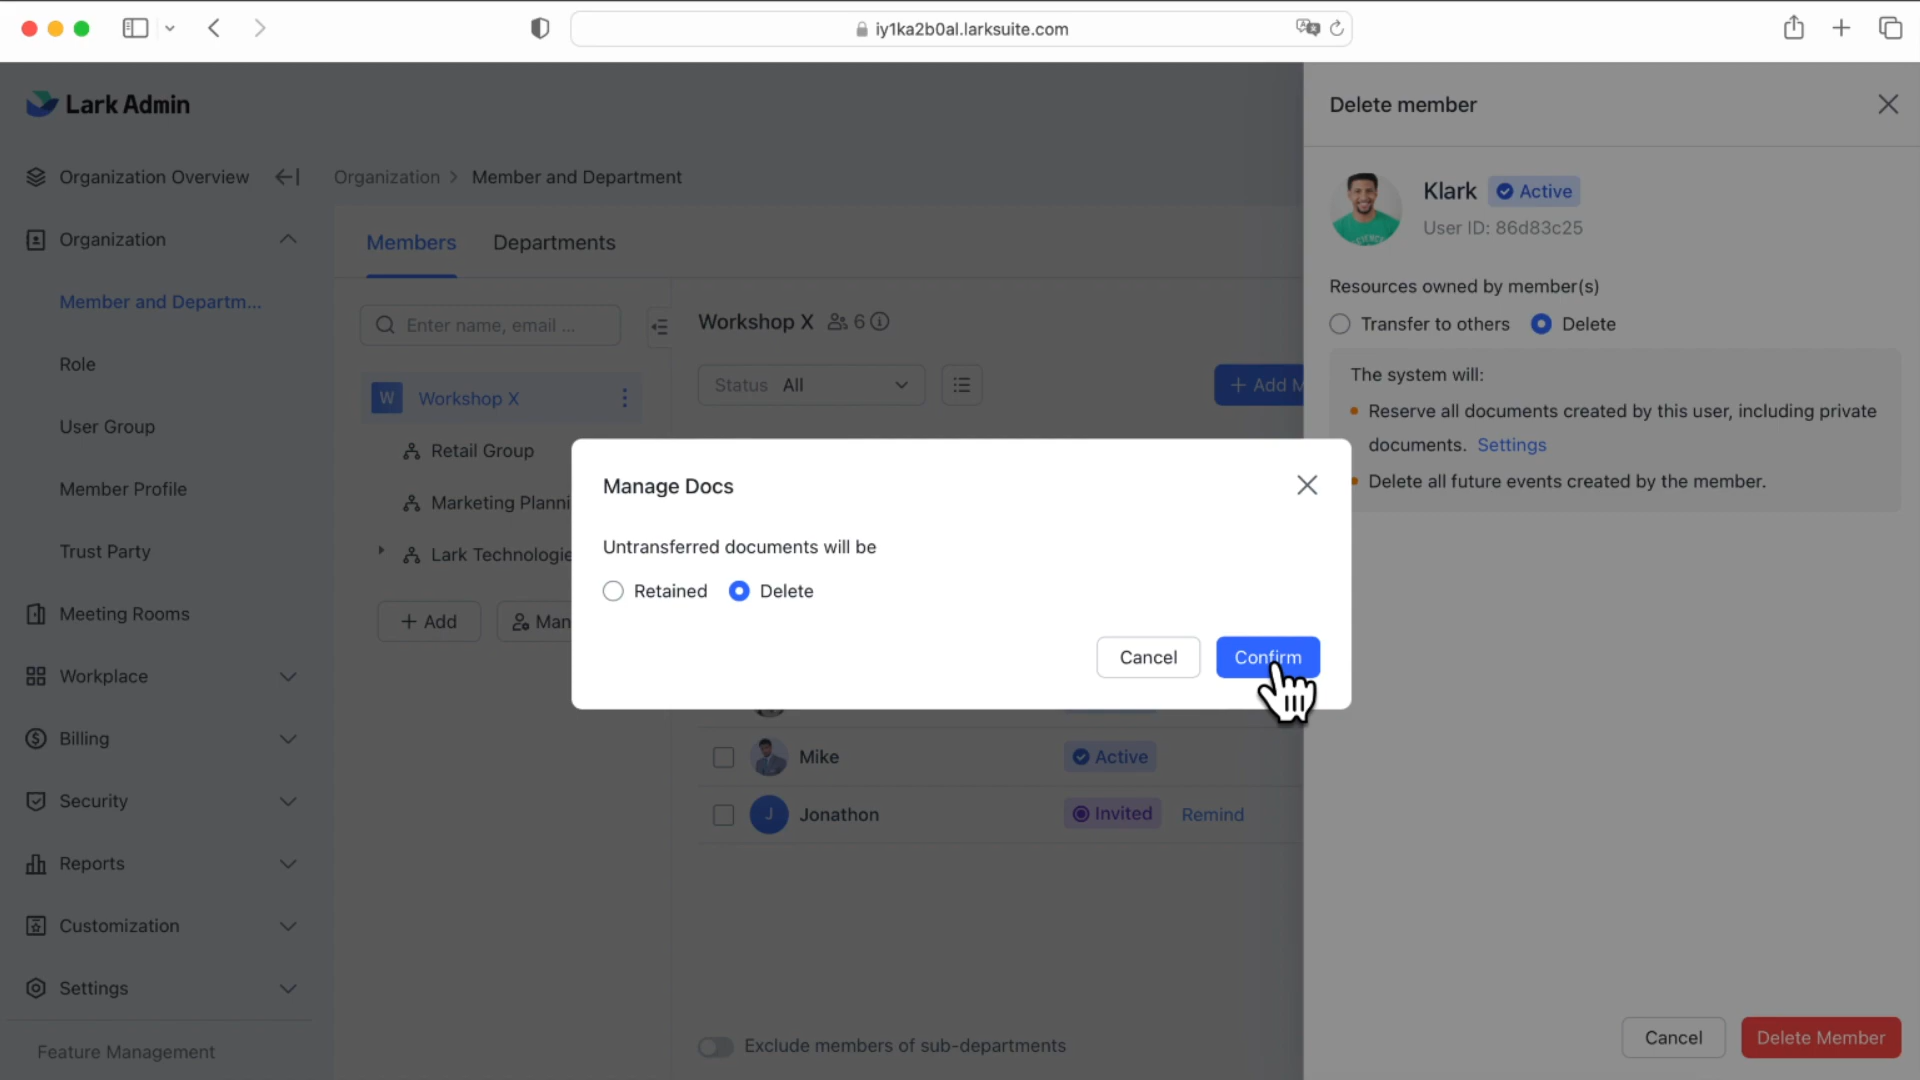 iy1ka2b0al.larksuite.com
Lark Admin
Organization Overview
Organization
Member and Departm...
Role
User Group
Member Profile
Trust Party
Meeting Rooms
Workplace
Billing
Security
Reports
Customization
Settings
Feature Management
Organization > Member and Department
Members Departments
Enter name, email ...
W Workshop X
Retail Group
Marketing Planni
Lark Technologie
+ Add Man
Workshop X 6
Status All
+ Add M
Mike Active
J Jonathon Invited Remind
Exclude members of sub-departments
Manage Docs
Untransferred documents will be
Retained Delete
Cancel Confirm
Delete member
Klark Active
User ID: 86d83c25
Resources owned by member(s)
Transfer to others Delete
The system will:
Reserve all documents created by this user, including private
documents. Settings
Delete all future events created by the member.
Cancel Delete Member